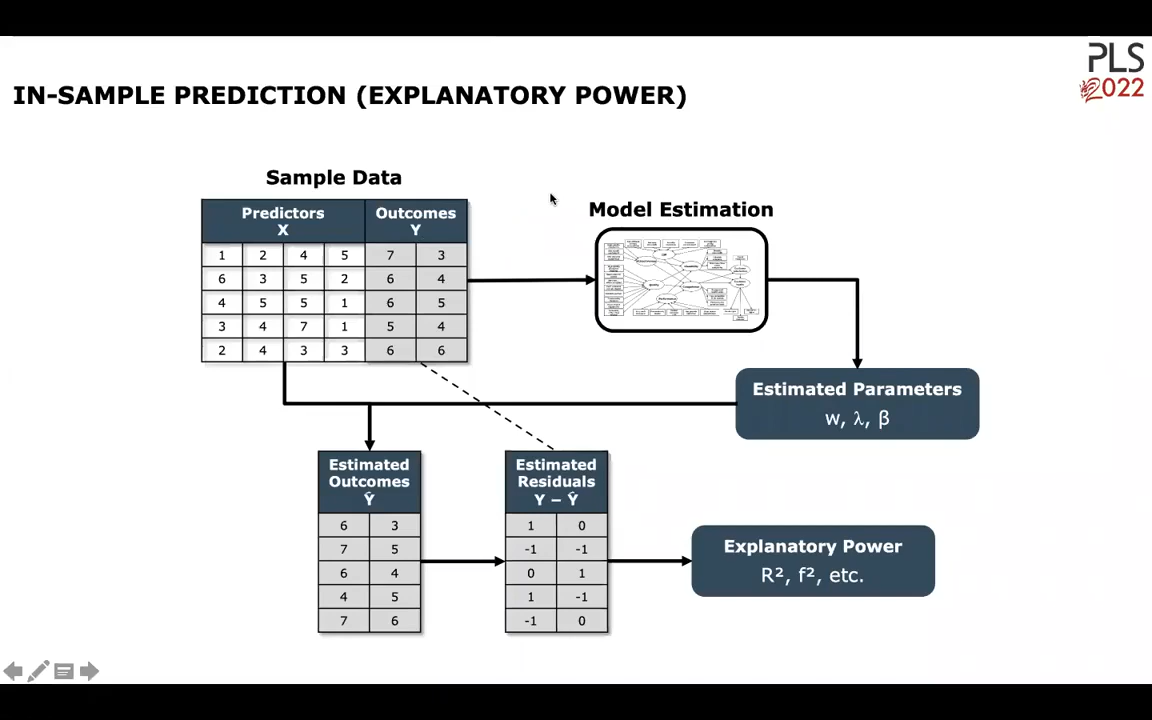 PLS
2022
IN-SAMPLE PREDICTION (EXPLANATORY POWER)
Sample Data
Predictors
X
Outcomes
Y
1 2 4 5 7 3
6 3 5 2 6 4
4 5 5 1 6 5
3 4 7 1 5 4
2 4 3 3 6 6
Model Estimation
Estimated Parameters
w, λ, β
Estimated
Outcomes
Ŷ
6 3
7 5
6 4
4 5
7 6
Estimated
Residuals
Y – Ŷ
1 0
-1 -1
0 1
1 -1
-1 0
Explanatory Power
R², f², etc.